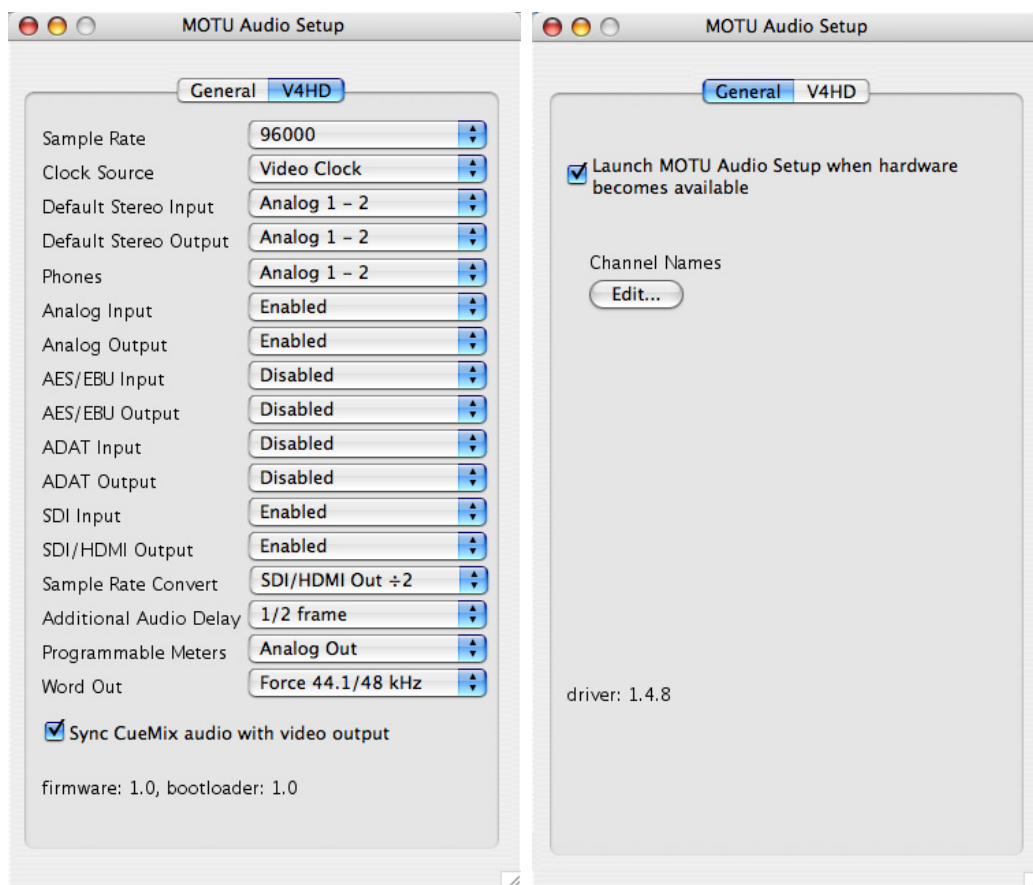 MOTU Audio Setup
General V4HD
Sample Rate 96000
Clock Source Video Clock
Default Stereo Input Analog 1 – 2
Default Stereo Output Analog 1 – 2
Phones Analog 1 – 2
Analog Input Enabled
Analog Output Enabled
AES/EBU Input Disabled
AES/EBU Output Disabled
ADAT Input Disabled
ADAT Output Disabled
SDI Input Enabled
SDI/HDMI Output Enabled
Sample Rate Convert SDI/HDMI Out ÷2
Additional Audio Delay 1/2 frame
Programmable Meters Analog Out
Word Out Force 44.1/48 kHz
Sync CueMix audio with video output
firmware: 1.0, bootloader: 1.0
MOTU Audio Setup
General V4HD
Launch MOTU Audio Setup when hardware
becomes available
Channel Names
Edit...
driver: 1.4.8